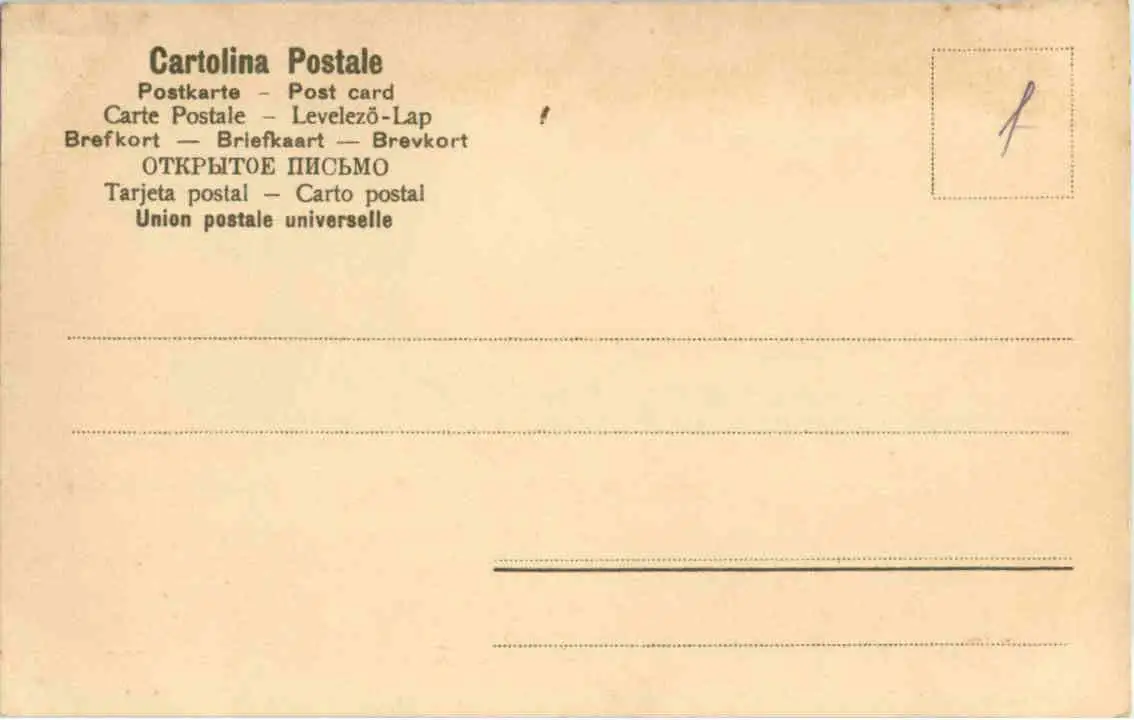 Cartolina Postale
Postkarte – Post card
Carte Postale – Levelező-Lap
Brefkort — Briefkaart — Brevkort
ОТКРЫТОЕ ПИСЬМО
Tarjeta postal — Carto postal
Union postale universelle